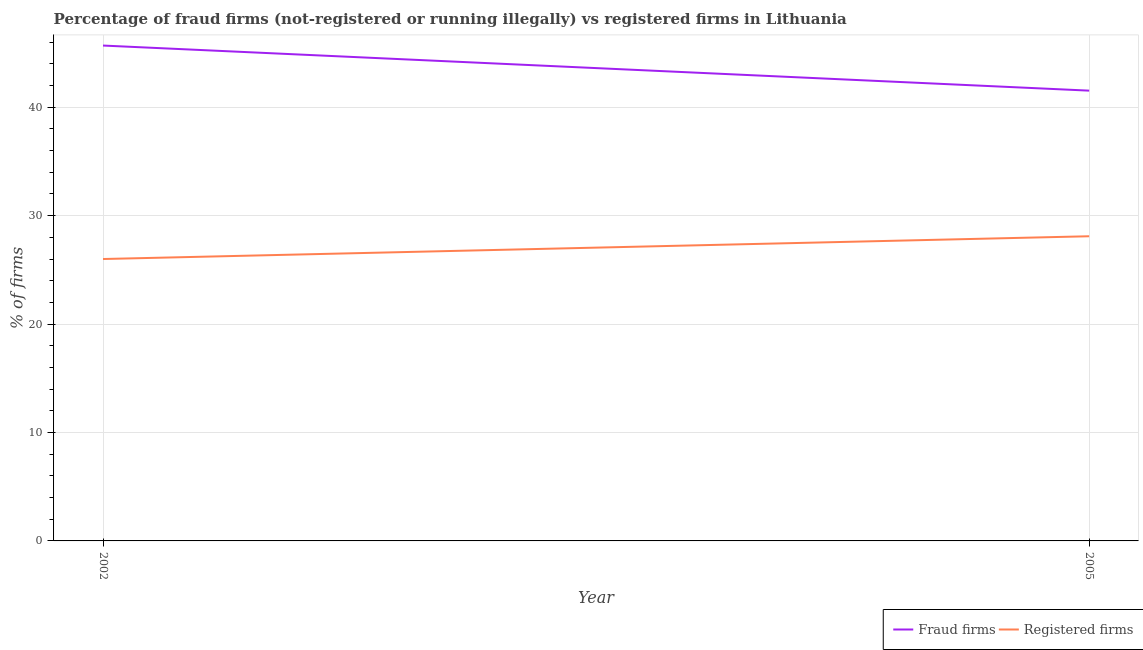 Percentage of fraud firms (not-registered or running illegally) vs registered firms in Lithuania
% of firms
40
30
20
10
0
2002
2005
Year
Fraud firms
Registered firms